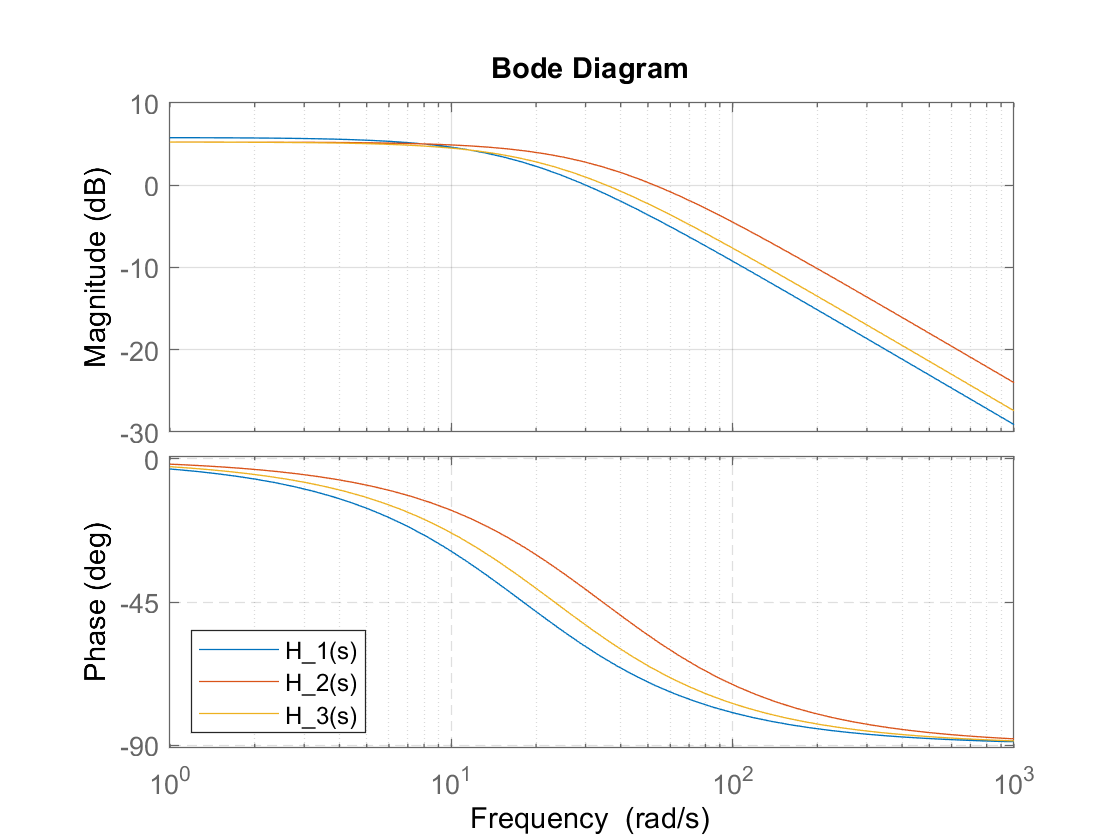 Bode Diagram
Magnitude (dB)
10
0
-10
-20
-30
Phase (deg)
0
-45
-90
H_1(s)
H_2(s)
H_3(s)
10^0 10^1 10^2 10^3
Frequency (rad/s)